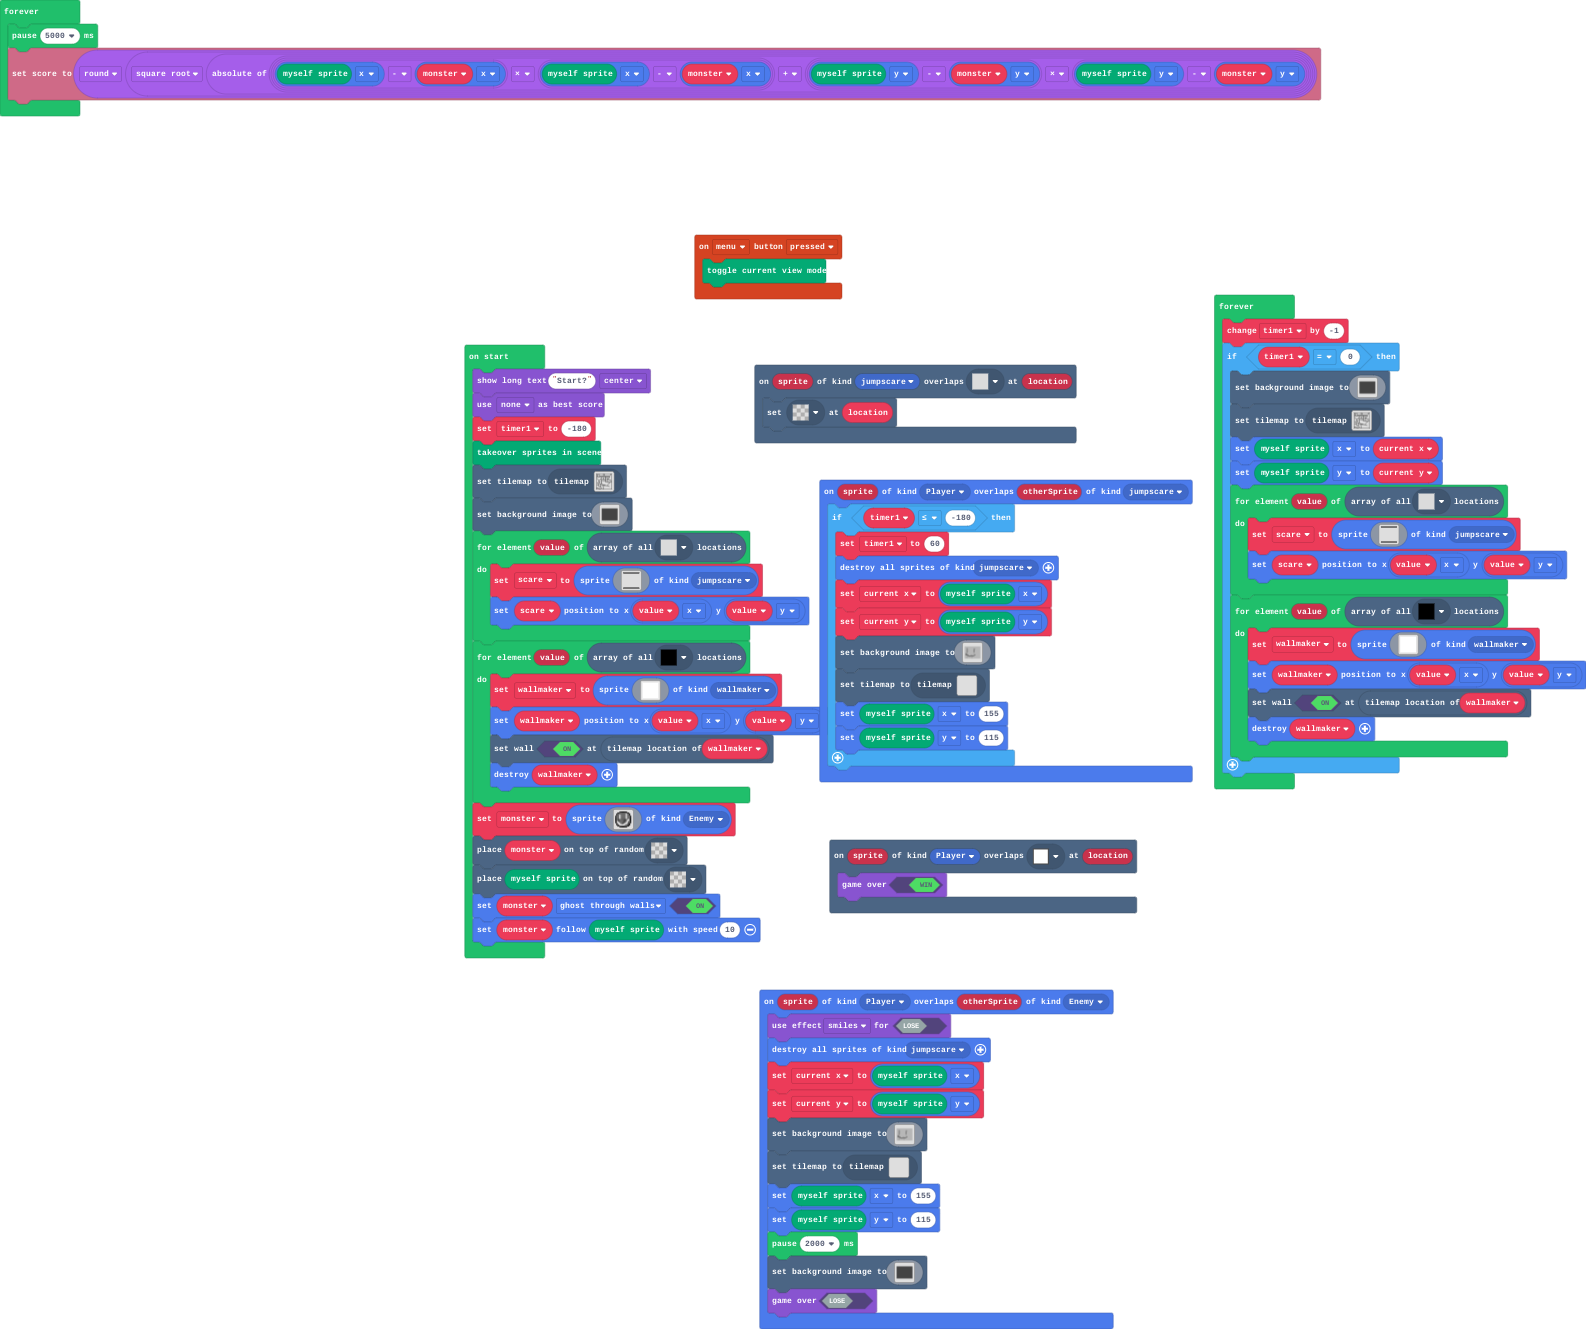 forever
pause 5000 ms
set score to round square root absolute of myself sprite x - monster x × myself sprite x - monster x + myself sprite y - monster y × myself sprite y - monster y
on menu button pressed
toggle current view mode
on start
show long text "Start?" center
use none as best score
set timer1 to -180
takeover sprites in scene
set tilemap to tilemap
set background image to
for element value of array of all locations
do
set scare to sprite of kind jumpscare
set scare position to x value x y value y
for element value of array of all locations
do
set wallmaker to sprite of kind wallmaker
set wallmaker position to x value x y value y
set wall ON at tilemap location of wallmaker
destroy wallmaker
set monster to sprite of kind Enemy
place monster on top of random
place myself sprite on top of random
set monster ghost through walls ON
set monster follow myself sprite with speed 10
on sprite of kind jumpscare overlaps at location
set at location
on sprite of kind Player overlaps otherSprite of kind jumpscare
if timer1 ≤ -180 then
set timer1 to 60
destroy all sprites of kind jumpscare
set current x to myself sprite x
set current y to myself sprite y
set background image to
set tilemap to tilemap
set myself sprite x to 155
set myself sprite y to 115
on sprite of kind Player overlaps at location
game over WIN
on sprite of kind Player overlaps otherSprite of kind Enemy
use effect smiles for LOSE
destroy all sprites of kind jumpscare
set current x to myself sprite x
set current y to myself sprite y
set background image to
set tilemap to tilemap
set myself sprite x to 155
set myself sprite y to 115
pause 2000 ms
set background image to
game over LOSE
forever
change timer1 by -1
if timer1 = 0 then
set background image to
set tilemap to tilemap
set myself sprite x to current x
set myself sprite y to current y
for element value of array of all locations
do
set scare to sprite of kind jumpscare
set scare position to x value x y value y
for element value of array of all locations
do
set wallmaker to sprite of kind wallmaker
set wallmaker position to x value x y value y
set wall ON at tilemap location of wallmaker
destroy wallmaker